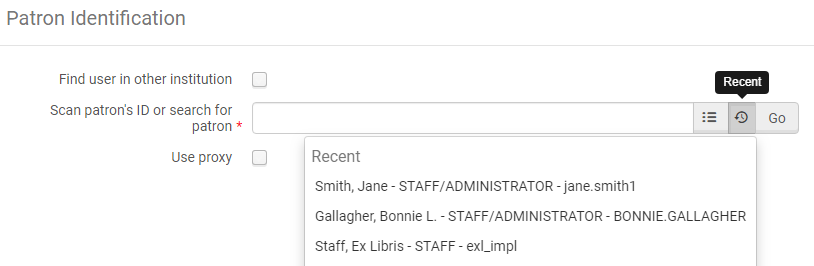 Patron Identification
Find user in other institution
Recent
Scan patron's ID or search for
patron *
Go
Use proxy
Recent
Smith, Jane - STAFF/ADMINISTRATOR - jane.smith1
Gallagher, Bonnie L. - STAFF/ADMINISTRATOR - BONNIE.GALLAGHER
Staff, Ex Libris - STAFF - exl_impl